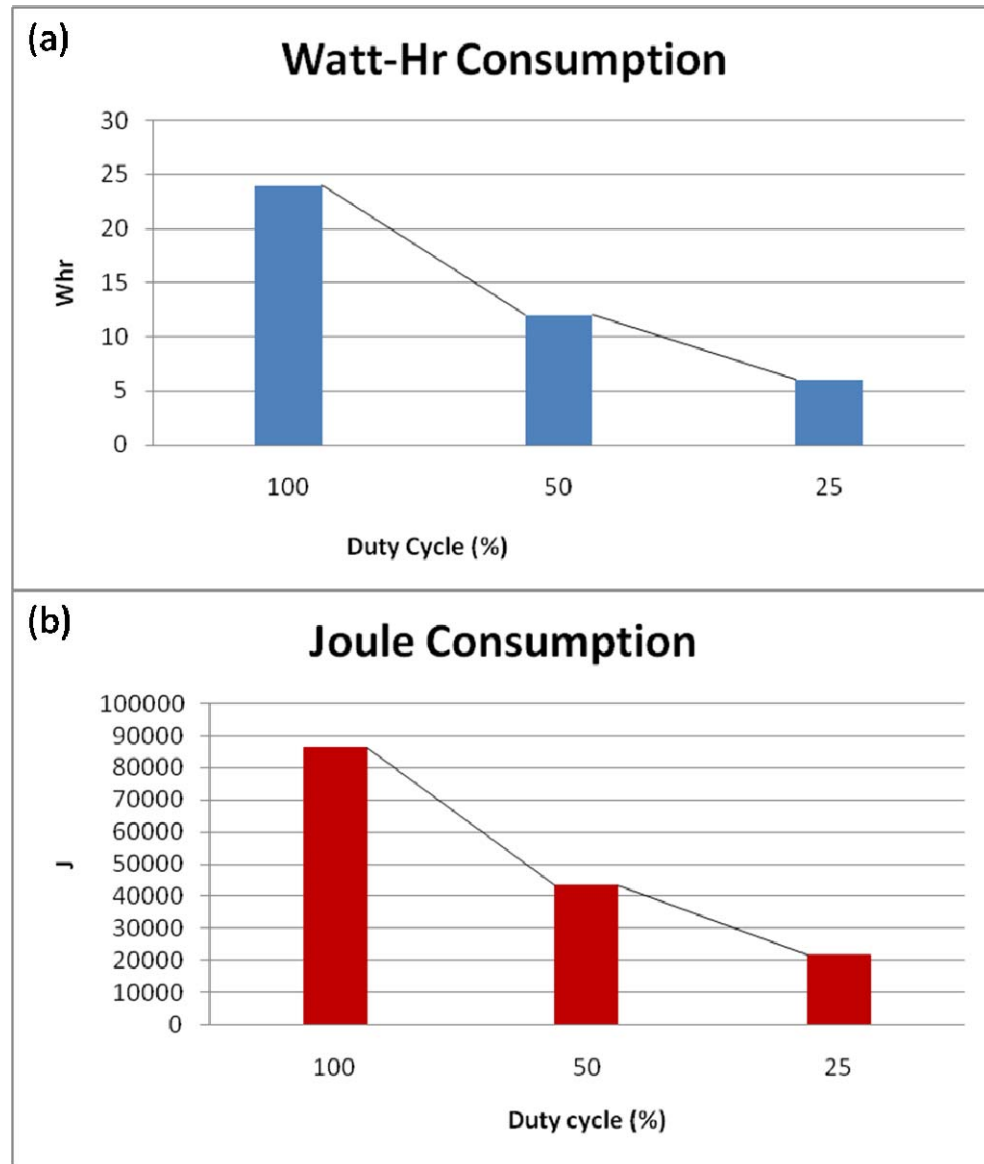 (a)
Watt-Hr Consumption
30
25
20
15
10
5
0
Whr
100 50 25
Duty Cycle (%)
(b)
Joule Consumption
100000
90000
80000
70000
60000
50000
40000
30000
20000
10000
0
J
100 50 25
Duty cycle (%)